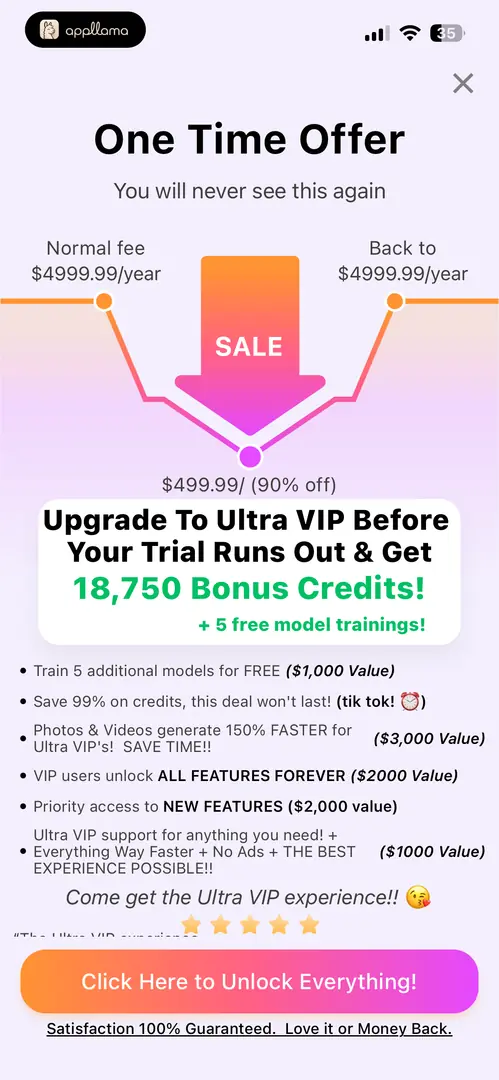 appllama
35
One Time Offer
You will never see this again
Normal fee
$4999.99/year
Back to
$4999.99/year
SALE
$499.99/ (90% off)
Upgrade To Ultra VIP Before
Your Trial Runs Out & Get
18,750 Bonus Credits!
+ 5 free model trainings!
• Train 5 additional models for FREE ($1,000 Value)
• Save 99% on credits, this deal won't last! (tik tok! ⏰)
• Photos & Videos generate 150% FASTER for
Ultra VIP's!  SAVE TIME!!
($3,000 Value)
• VIP users unlock ALL FEATURES FOREVER ($2000 Value)
• Priority access to NEW FEATURES ($2,000 value)
Ultra VIP support for anything you need! +
• Everything Way Faster + No Ads + THE BEST
EXPERIENCE POSSIBLE!!
($1000 Value)
Come get the Ultra VIP experience!! 😘
"The Ultra VIP experience
Click Here to Unlock Everything!
Satisfaction 100% Guaranteed.  Love it or Money Back.